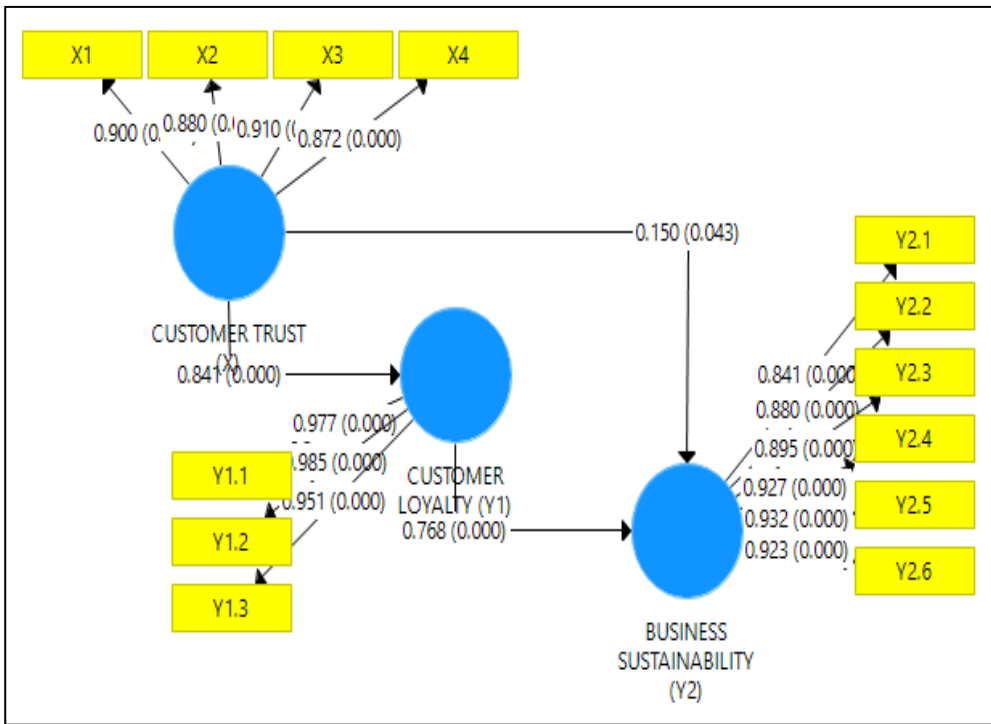 X1
X2
X3
X4
0.900 (0.
0.880 (0.
0.910 (
0.872 (0.000)
0.150 (0.043)
CUSTOMER TRUST
(X)
0.841 (0.000)
Y2.1
Y2.2
Y2.3
Y2.4
Y2.5
Y2.6
0.841 (0.000
0.880 (0.000)
0.895 (0.000)
0.927 (0.000)
0.932 (0.000)
0.923 (0.000)
0.977 (0.000)
0.985 (0.000)
0.951 (0.000)
Y1.1
Y1.2
Y1.3
CUSTOMER
LOYALTY (Y1)
0.768 (0.000)
BUSINESS
SUSTAINABILITY
(Y2)